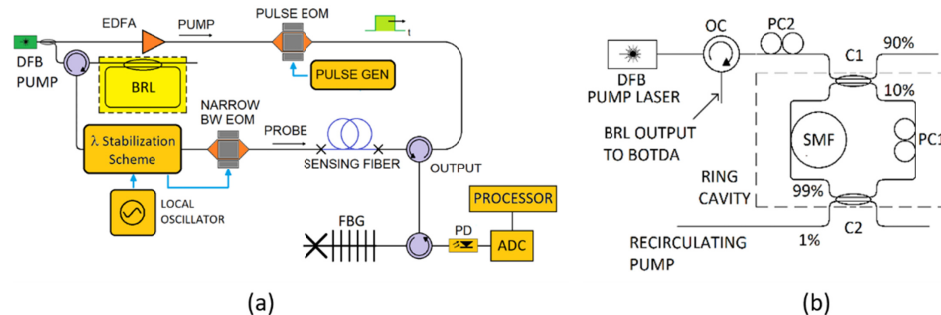 EDFA
PUMP
PULSE EOM
t
DFB
PUMP
BRL
PULSE GEN
NARROW
BW EOM
PROBE
λ Stabilization
Scheme
SENSING FIBER
OUTPUT
LOCAL
OSCILLATOR
PROCESSOR
FBG
PD
ADC
(a)
OC
PC2
90%
C1
DFB
PUMP LASER
10%
BRL OUTPUT
TO BOTDA
SMF
PC1
RING
CAVITY
99%
C2
RECIRCULATING
PUMP
1%
(b)